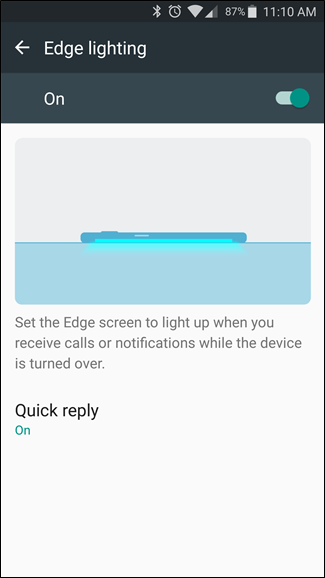 87% 11:10 AM
Edge lighting
On
Set the Edge screen to light up when you
receive calls or notifications while the device
is turned over.
Quick reply
On